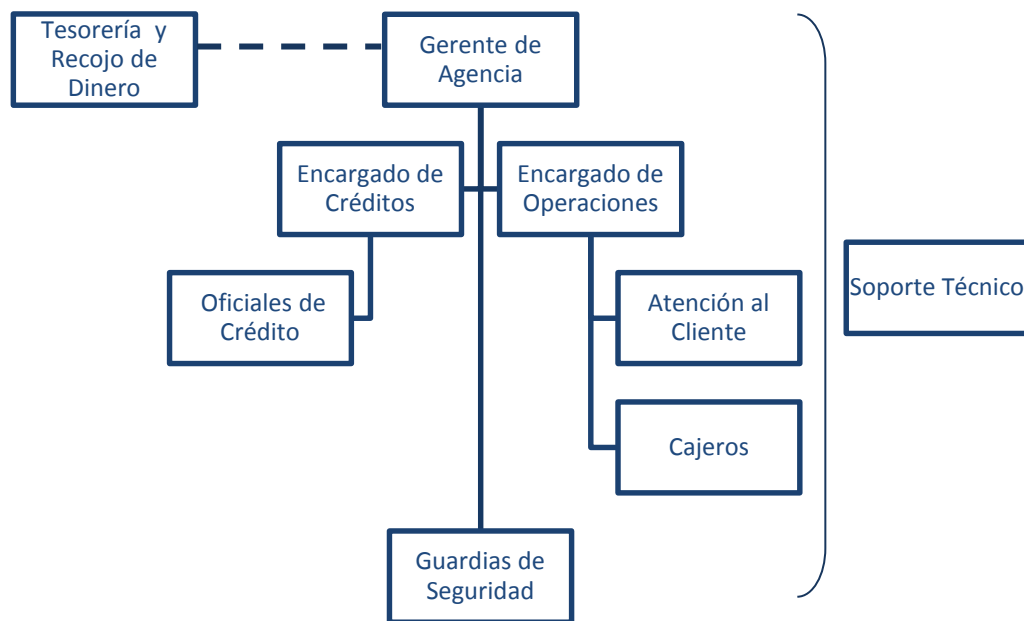 Tesorería y
Recojo de
Dinero
Gerente de
Agencia
Encargado de
Créditos
Encargado de
Operaciones
Oficiales de
Crédito
Atención al
Cliente
Soporte Técnico
Cajeros
Guardias de
Seguridad